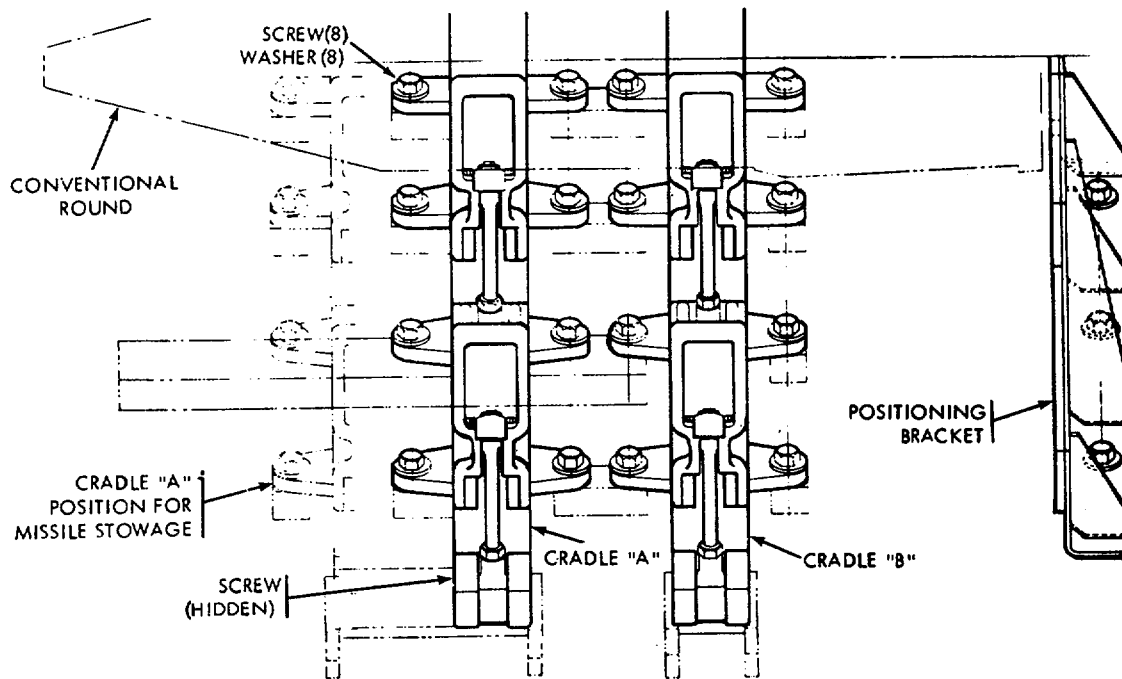 SCREW(8)
WASHER(8)
CONVENTIONAL
ROUND
POSITIONING
BRACKET
CRADLE "A"
POSITION FOR
MISSILE STOWAGE
CRADLE "A"
CRADLE "B"
SCREW
(HIDDEN)